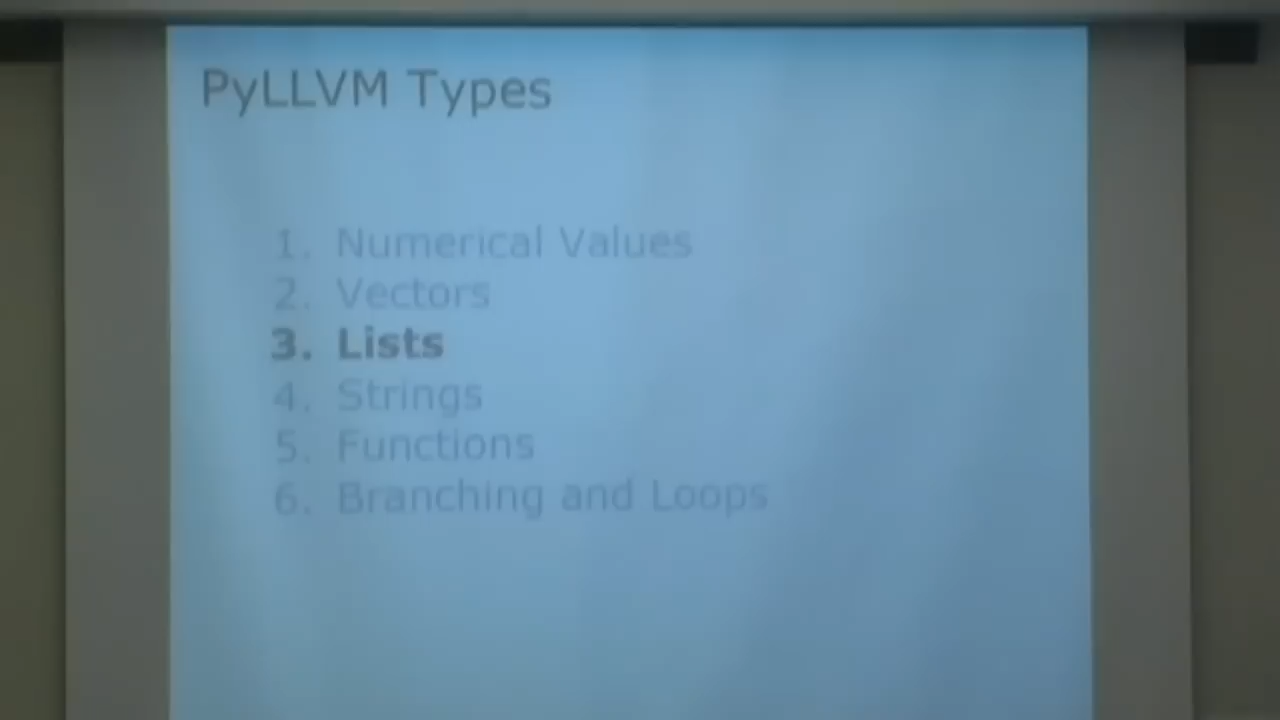 PyLLVM Types
1. Numerical Values
2. Vectors
3. Lists
4. Strings
5. Functions
6. Branching and Loops